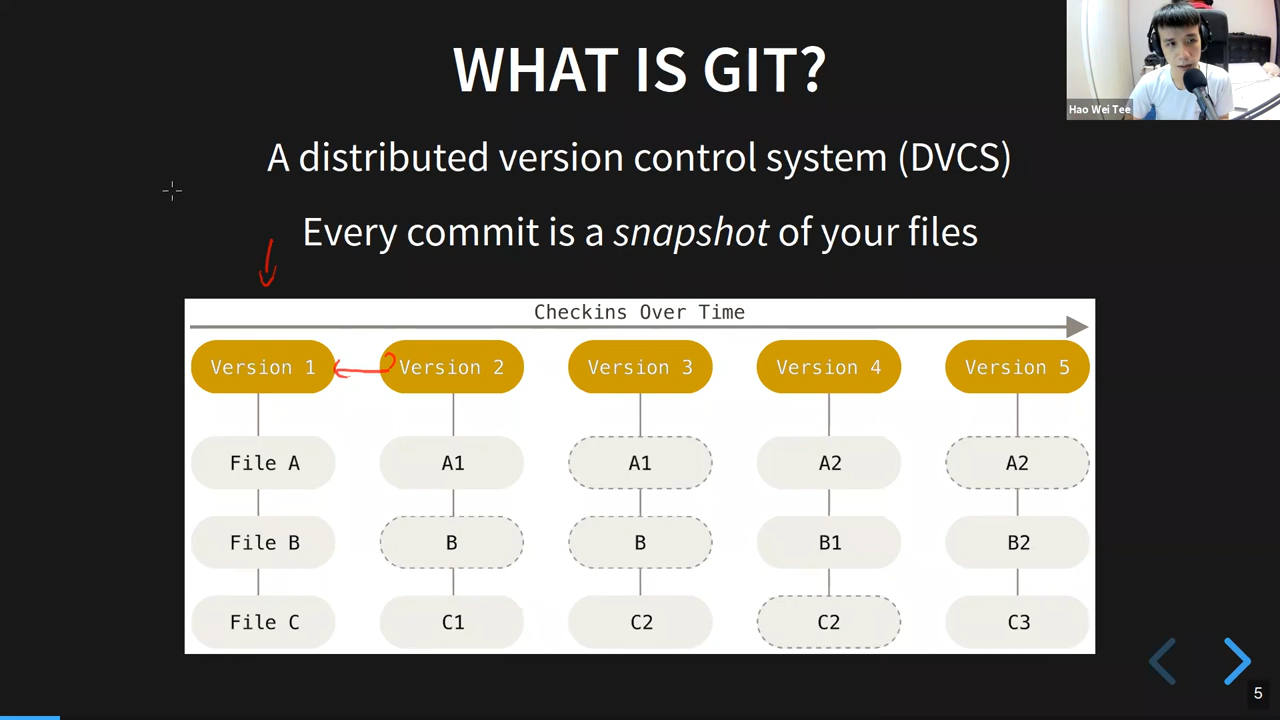 WHAT IS GIT?
Hao Wei Tee
A distributed version control system (DVCS)
Every commit is a snapshot of your files
Checkins Over Time
Version 1 Version 2 Version 3 Version 4 Version 5
File A A1 A1 A2 A2
File B B B B1 B2
File C C1 C2 C2 C3
5